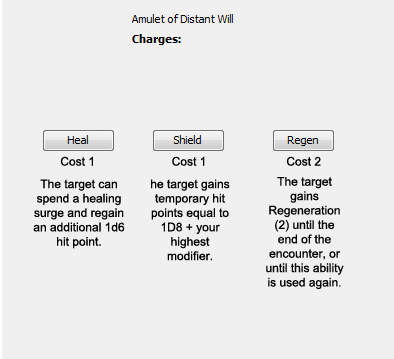 Amulet of Distant Will
Charges:
Heal
Cost 1
The target can
spend a healing
surge and regain
an additional 1d6
hit point.
Shield
Cost 1
he target gains
temporary hit
points equal to
1D8 + your
highest
modifier.
Regen
Cost 2
The target
gains
Regeneration
(2) until the
end of the
encounter, or
until this ability
is used again.